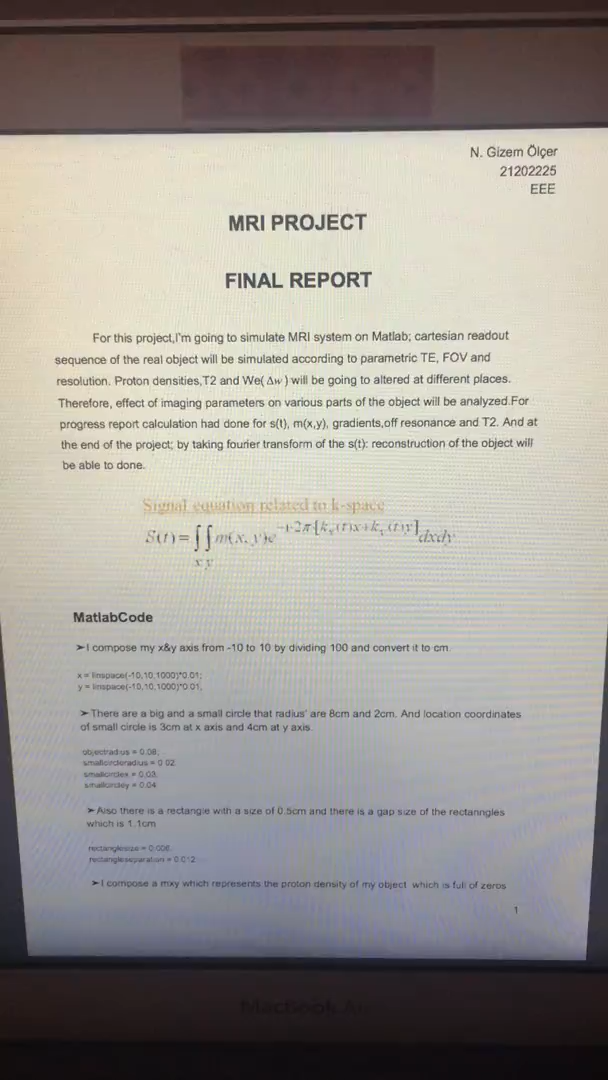 N. Gizem Ölçer
21202225
EEE
MRI PROJECT
FINAL REPORT
For this project,I'm going to simulate MRI system on Matlab; cartesian readout
sequence of the real object will be simulated according to parametric TE, FOV and
resolution. Proton densities,T2 and We( Δw ) will be going to altered at different places.
Therefore, effect of imaging parameters on various parts of the object will be analyzed.For
progress report calculation had done for s(t), m(x,y), gradients,off resonance and T2. And at
the end of the project; by taking fourier transform of the s(t): reconstruction of the object will
be able to done.
Signal equation related to k-space
S(t)=∫∫m(x, y)e^-i·2π[kx(t)x+ky(t)y]dxdy
x y
MatlabCode
➢I compose my x&y axis from -10 to 10 by dividing 100 and convert it to cm
x = linspace(-10,10,1000)*0.01;
y = linspace(-10,10,1000)*0.01;
➢There are a big and a small circle that radius' are 8cm and 2cm. And location coordinates
of small circle is 3cm at x axis and 4cm at y axis.
objectradius = 0.08;
smallcircleradius = 0.02
smallcirclex = 0.03;
smallcircley = 0.04
➢Also there is a rectangle with a size of 0.5cm and there is a gap size of the rectanngles
which is 1.1cm
rectanglesize = 0.006
rectangleseparation = 0.012
➢I compose a mxy which represents the proton density of my object which is full of zeros
1
MacBook Air